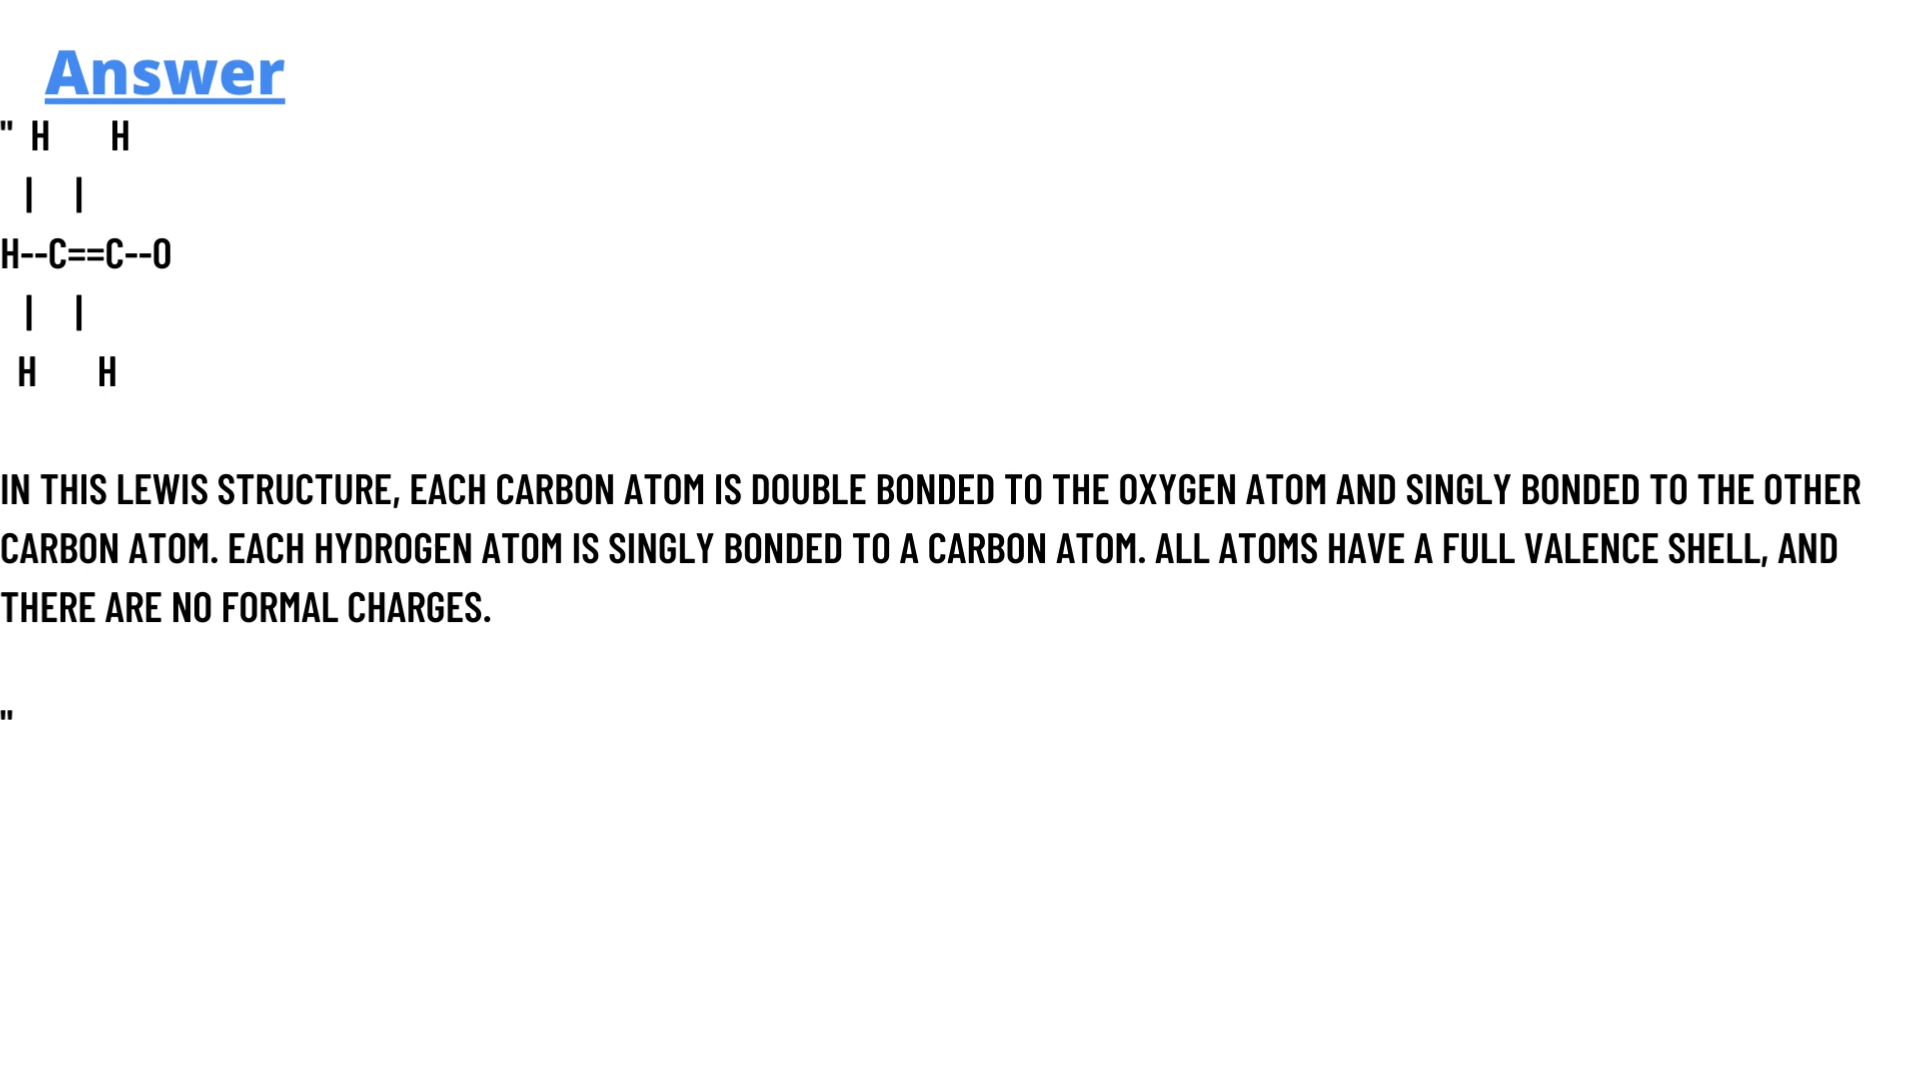 Answer
" H      H
  |    |
H--C==C--O
  |    |
 H      H
IN THIS LEWIS STRUCTURE, EACH CARBON ATOM IS DOUBLE BONDED TO THE OXYGEN ATOM AND SINGLY BONDED TO THE OTHER
CARBON ATOM. EACH HYDROGEN ATOM IS SINGLY BONDED TO A CARBON ATOM. ALL ATOMS HAVE A FULL VALENCE SHELL, AND
THERE ARE NO FORMAL CHARGES.
"